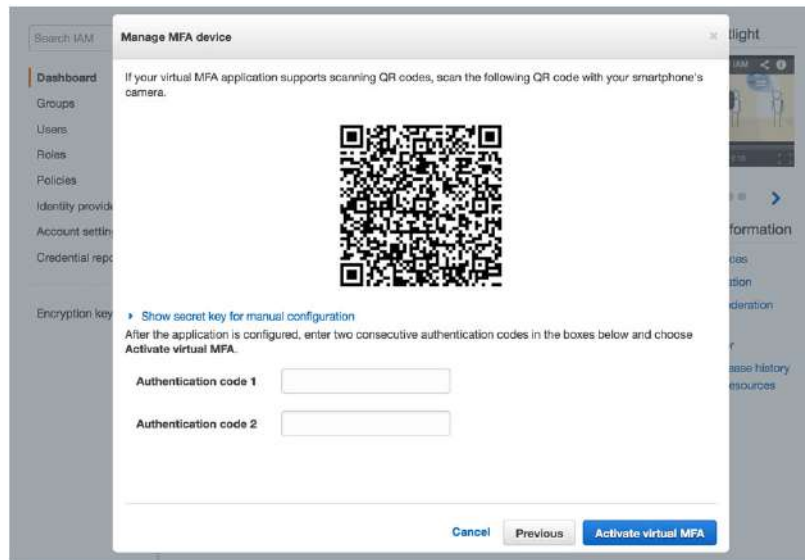 Search IAM
Dashboard
Groups
Users
Roles
Policies
Identity provid
Account settin
Credential repo
Encryption key
Manage MFA device
×
If your virtual MFA application supports scanning QR codes, scan the following QR code with your smartphone's
camera.
Show secret key for manual configuration
After the application is configured, enter two consecutive authentication codes in the boxes below and choose
Activate virtual MFA.
Authentication code 1
Authentication code 2
Cancel
Previous
Activate virtual MFA
tlight
IAM
formation
ation
deration
r
ease history
esources